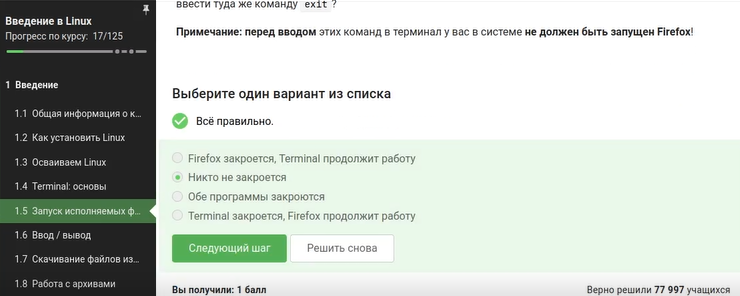 Введение в Linux
Прогресс по курсу: 17/125
1 Введение
1.1 Общая информация о к...
1.2 Как установить Linux
1.3 Осваиваем Linux
1.4 Terminal: основы
1.5 Запуск исполняемых ф...
1.6 Ввод / вывод
1.7 Скачивание файлов из...
1.8 Работа с архивами
ввести туда же команду exit ?
Примечание: перед вводом этих команд в терминал у вас в системе не должен быть запущен Firefox!
Выберите один вариант из списка
Всё правильно.
Firefox закроется, Terminal продолжит работу
Никто не закроется
Обе программы закроются
Terminal закроется, Firefox продолжит работу
Следующий шаг
Решить снова
Вы получили: 1 балл
Верно решили 77 997 учащихся